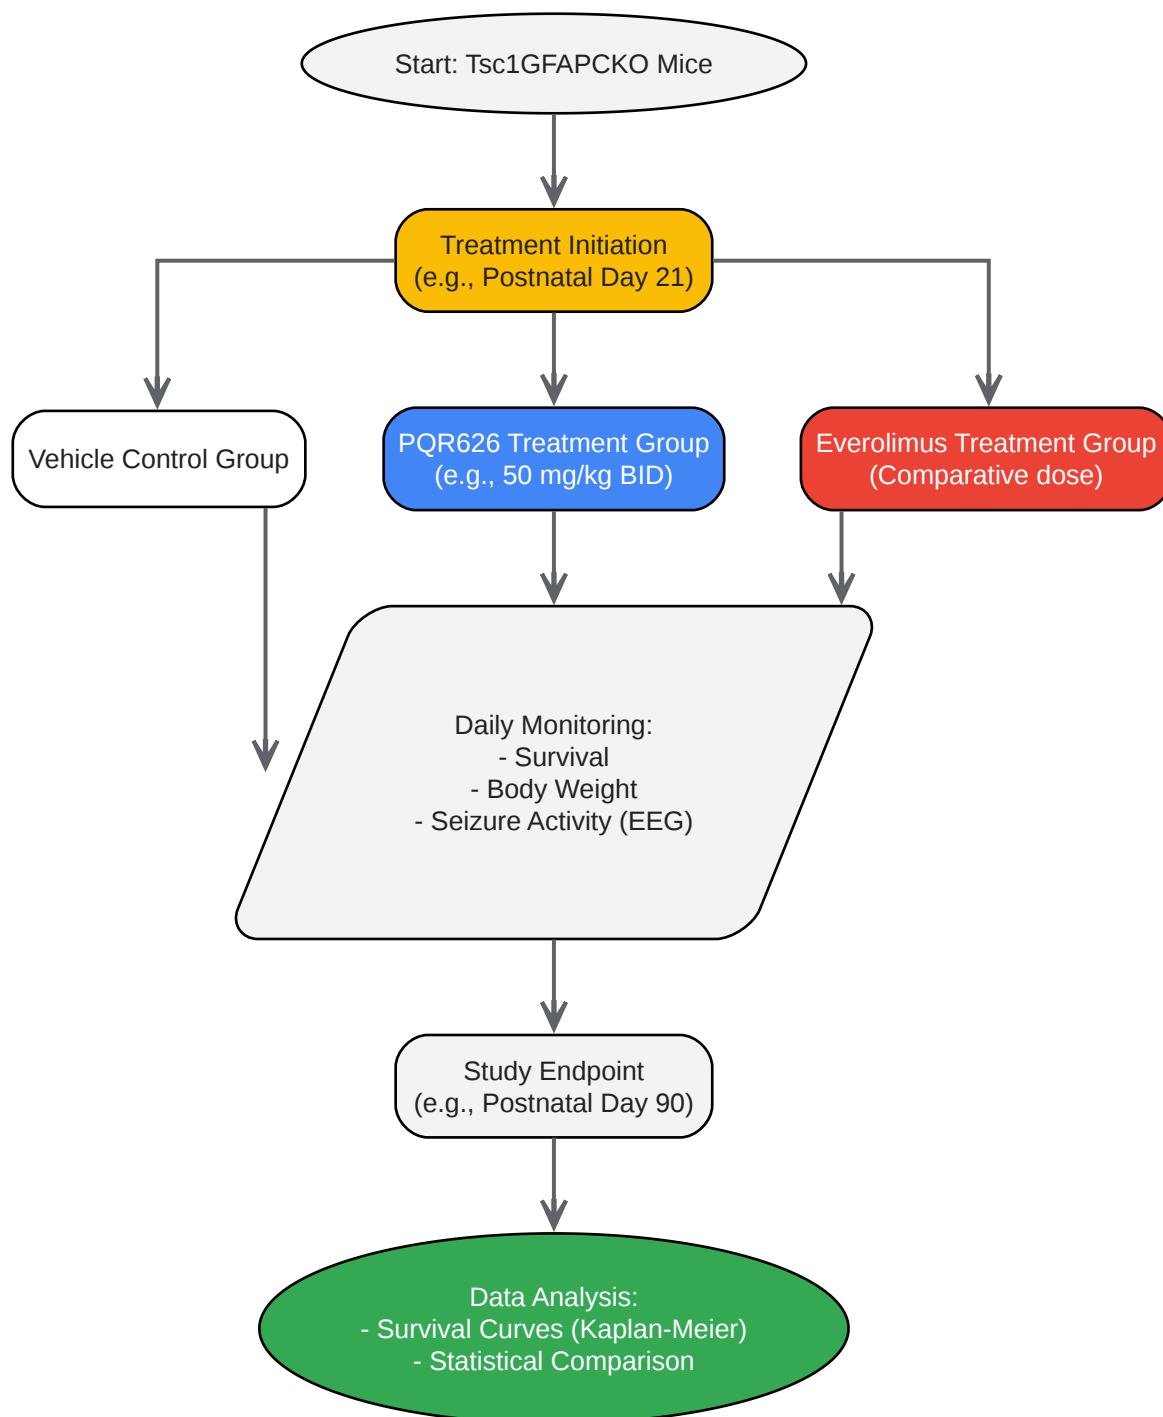 Start: Tsc1GFAPCKO Mice
Treatment Initiation
(e.g., Postnatal Day 21)
Vehicle Control Group
PQR626 Treatment Group
(e.g., 50 mg/kg BID)
Everolimus Treatment Group
(Comparative dose)
Daily Monitoring:
- Survival
- Body Weight
- Seizure Activity (EEG)
Study Endpoint
(e.g., Postnatal Day 90)
Data Analysis:
- Survival Curves (Kaplan-Meier)
- Statistical Comparison